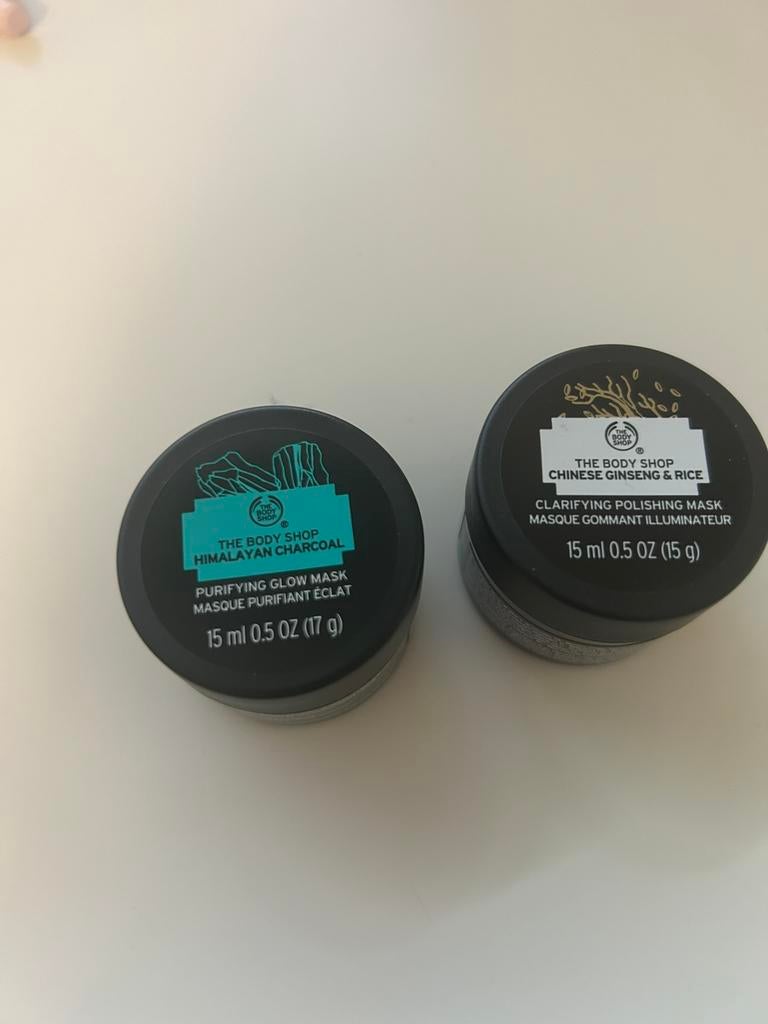 THE
BODY
SHOP
®
THE BODY SHOP
HIMALAYAN CHARCOAL
PURIFYING GLOW MASK
MASQUE PURIFIANT ÉCLAT
15 ml 0.5 OZ (17 g)
THE
BODY
SHOP
®
THE BODY SHOP
CHINESE GINSENG & RICE
CLARIFYING POLISHING MASK
MASQUE GOMMANT ILLUMINATEUR
15 ml 0.5 OZ (15 g)